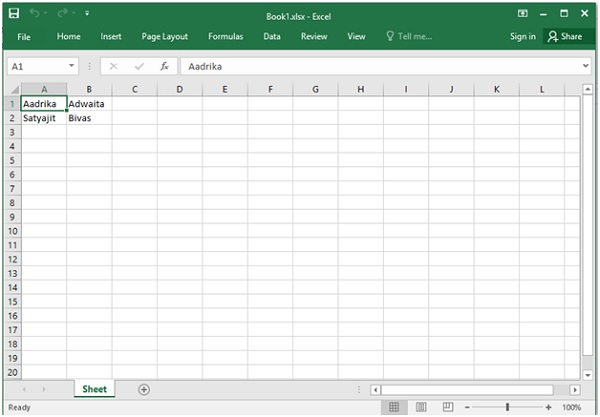 Book1.xlsx - Excel
File Home Insert Page Layout Formulas Data Review View Tell me... Sign in Share
A1 fx Aadrika
A B C D E F G H I J K L
1 Aadrika Adwaita
2 Satyajit Bivas
3
4
5
6
7
8
9
10
11
12
13
14
15
16
17
18
19
20
Sheet
Ready 100%